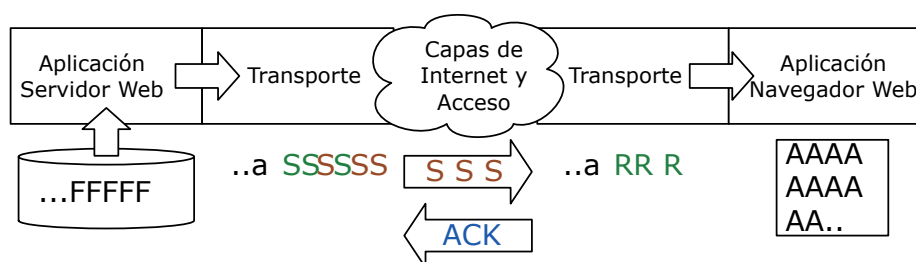 Aplicación
Servidor Web
Transporte
Capas de
Internet y
Acceso
Transporte
Aplicación
Navegador Web
...FFFFF
..a SSSSSS
S S S
..a RR R
AAAA
AAAA
AA..
ACK